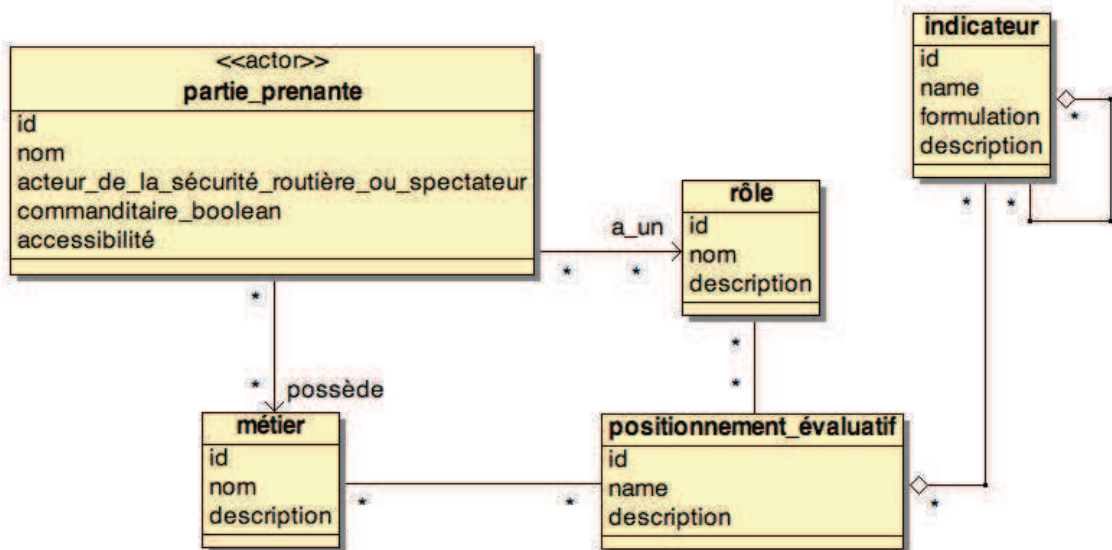 <<actor>>
partie_prenante
id
nom
acteur_de_la_sécurité_routière_ou_spectateur
commanditaire_boolean
accessibilité
indicateur
id
name
formulation
description
*
*
*
a_un
*
*
rôle
id
nom
description
*
*
possède
*
*
métier
id
nom
description
*
*
positionnement_évaluatif
id
name
description
*